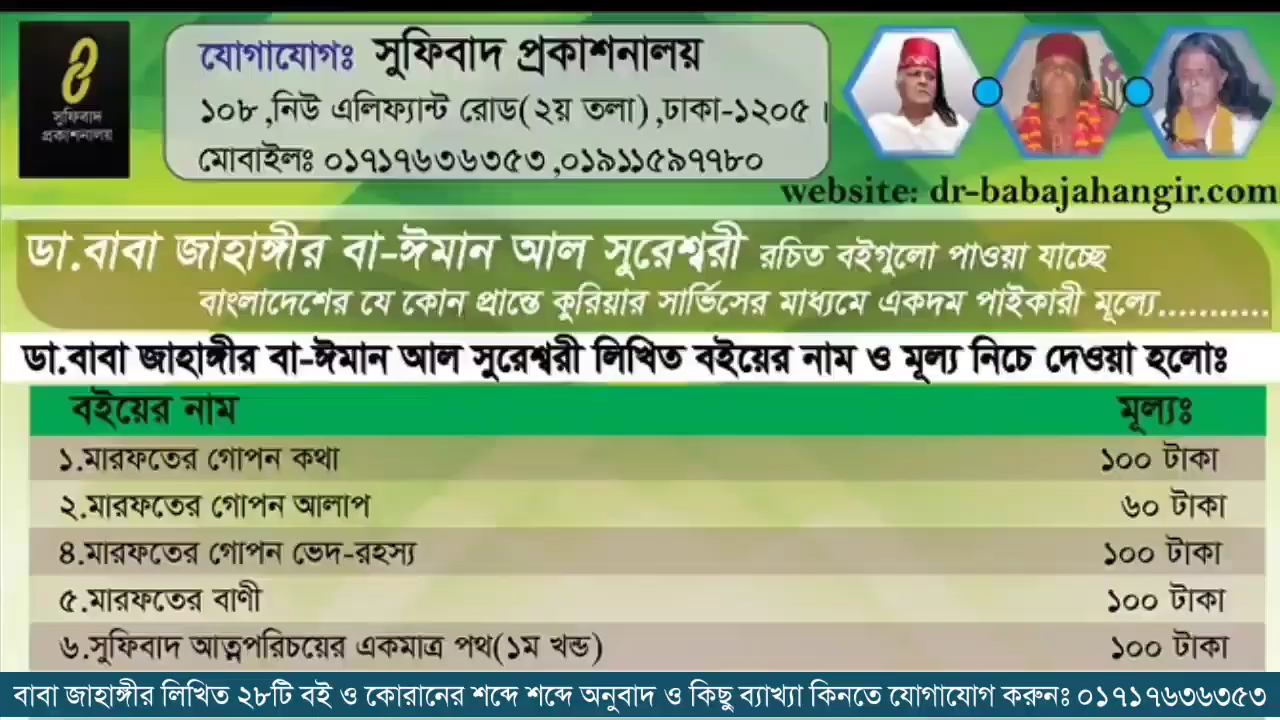 সুফিবাদ
প্রকাশনালয়
যোগাযোগঃ সুফিবাদ প্রকাশনালয়
১০৮,নিউ এলিফ্যান্ট রোড(২য় তলা),ঢাকা-১২০৫।
মোবাইলঃ ০১৭১৭৬৩৬৩৫৩,০১৯১১৫৯৭৭৮০
website: dr-babajahangir.com
ডা.বাবা জাহাঙ্গীর বা-ঈমান আল সুরেশ্বরী রচিত বইগুলো পাওয়া যাচ্ছে
বাংলাদেশের যে কোন প্রান্তে কুরিয়ার সার্ভিসের মাধ্যমে একদম পাইকারী মূল্যে............
ডা.বাবা জাহাঙ্গীর বা-ঈমান আল সুরেশ্বরী লিখিত বইয়ের নাম ও মূল্য নিচে দেওয়া হলোঃ
বইয়ের নাম মূল্যঃ
১.মারফতের গোপন কথা ১০০ টাকা
২.মারফতের গোপন আলাপ ৬০ টাকা
৪.মারফতের গোপন ভেদ-রহস্য ১০০ টাকা
৫.মারফতের বাণী ১০০ টাকা
৬.সুফিবাদ আত্নপরিচয়ের একমাত্র পথ(১ম খন্ড) ১০০ টাকা
বাবা জাহাঙ্গীর লিখিত ২৮টি বই ও কোরানের শব্দে শব্দে অনুবাদ ও কিছু ব্যাখ্যা কিনতে যোগাযোগ করুনঃ ০১৭১৭৬৩৬৩৫৩